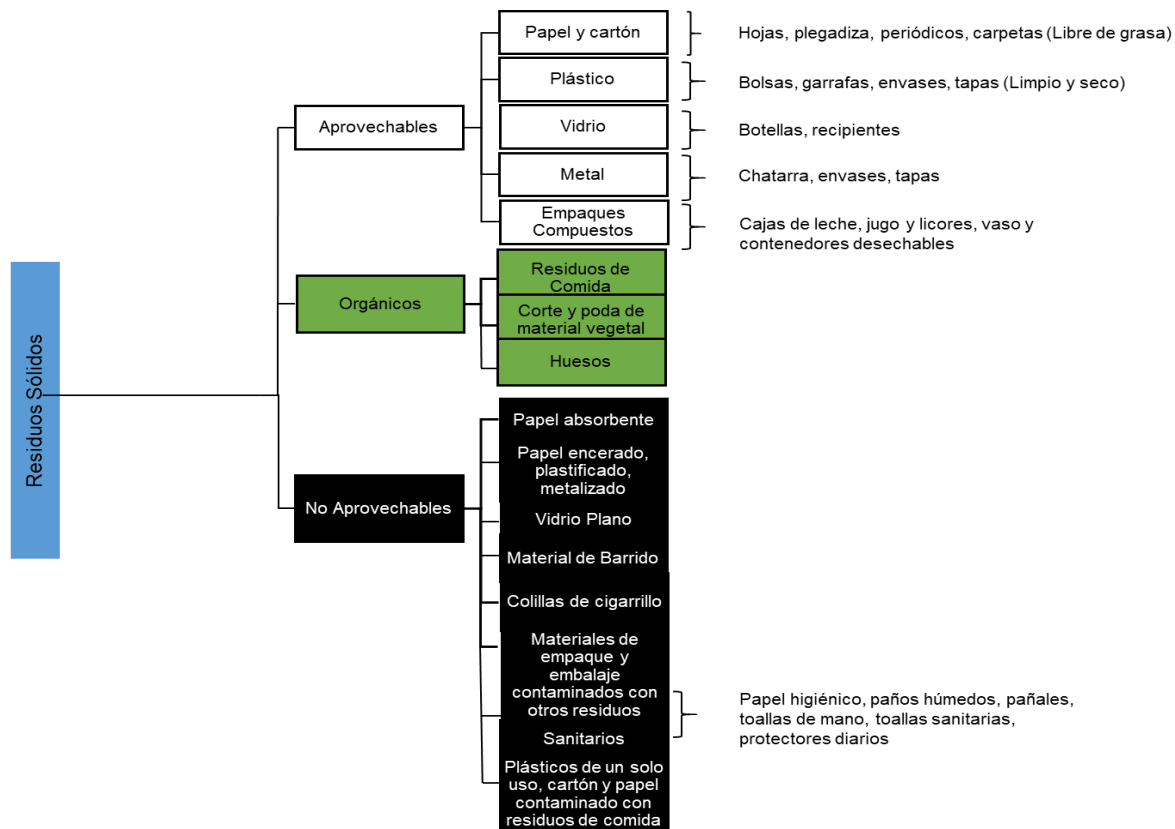 Residuos Sólidos
Aprovechables
Papel y cartón
Hojas, plegadiza, periódicos, carpetas (Libre de grasa)
Plástico
Bolsas, garrafas, envases, tapas (Limpio y seco)
Vidrio
Botellas, recipientes
Metal
Chatarra, envases, tapas
Empaques
Compuestos
Cajas de leche, jugo y licores, vaso y
contenedores desechables
Orgánicos
Residuos de
Comida
Corte y poda de
material vegetal
Huesos
No Aprovechables
Papel absorbente
Papel encerado,
plastificado,
metalizado
Vidrio Plano
Material de Barrido
Colillas de cigarrillo
Materiales de
empaque y
embalaje
contaminados con
otros residuos
Sanitarios
Papel higiénico, paños húmedos, pañales,
toallas de mano, toallas sanitarias,
protectores diarios
Plásticos de un solo
uso, cartón y papel
contaminado con
residuos de comida